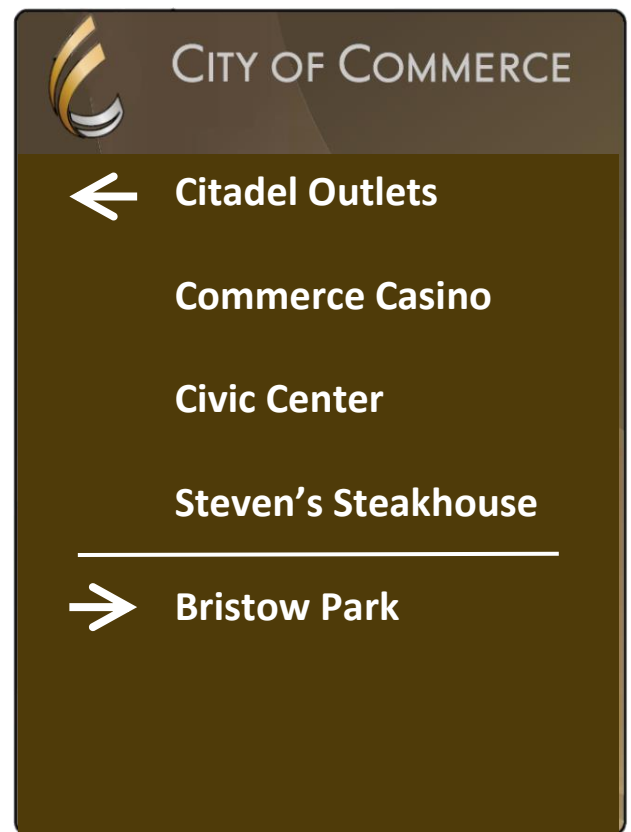 CITY OF COMMERCE
Citadel Outlets
Commerce Casino
Civic Center
Steven’s Steakhouse
Bristow Park